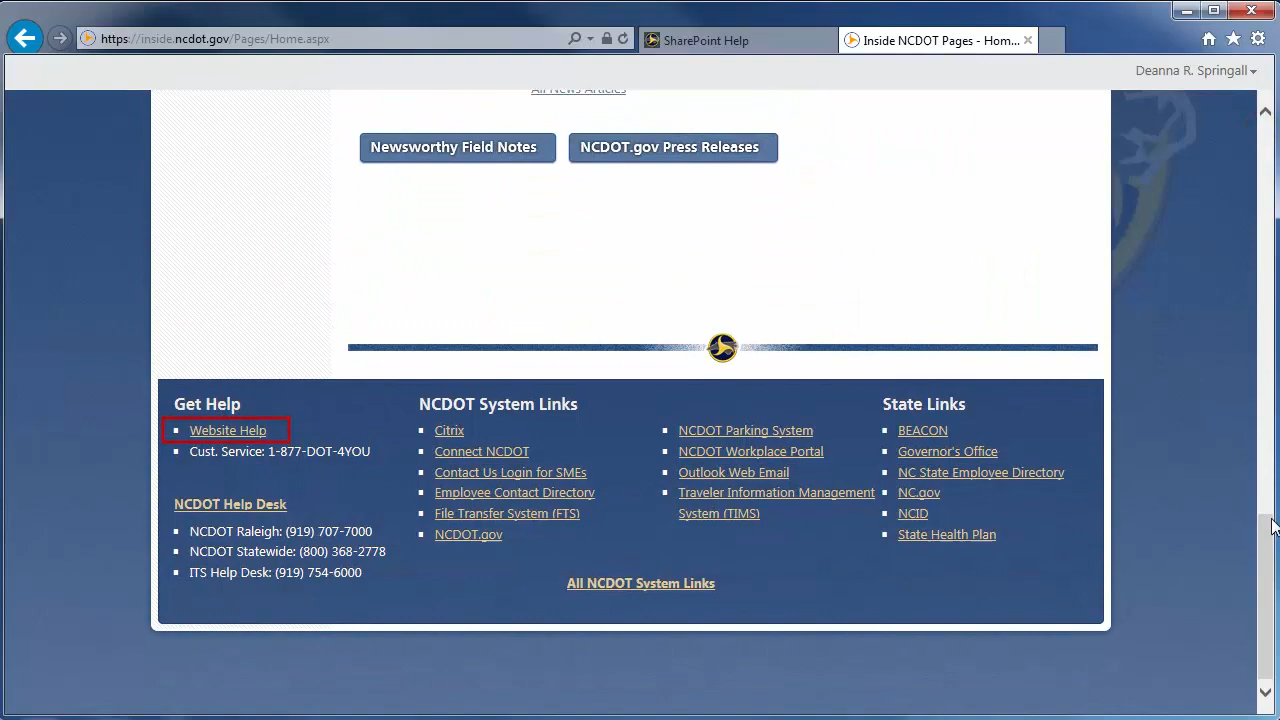 https://inside.ncdot.gov/Pages/Home.aspx
SharePoint Help
Inside NCDOT Pages - Hom...
Deanna R. Springall
All News Articles
Newsworthy Field Notes
NCDOT.gov Press Releases
Get Help
Website Help
Cust. Service: 1-877-DOT-4YOU
NCDOT Help Desk
NCDOT Raleigh: (919) 707-7000
NCDOT Statewide: (800) 368-2778
ITS Help Desk: (919) 754-6000
NCDOT System Links
Citrix
Connect NCDOT
Contact Us Login for SMEs
Employee Contact Directory
File Transfer System (FTS)
NCDOT.gov
NCDOT Parking System
NCDOT Workplace Portal
Outlook Web Email
Traveler Information Management
System (TIMS)
State Links
BEACON
Governor's Office
NC State Employee Directory
NC.gov
NCID
State Health Plan
All NCDOT System Links